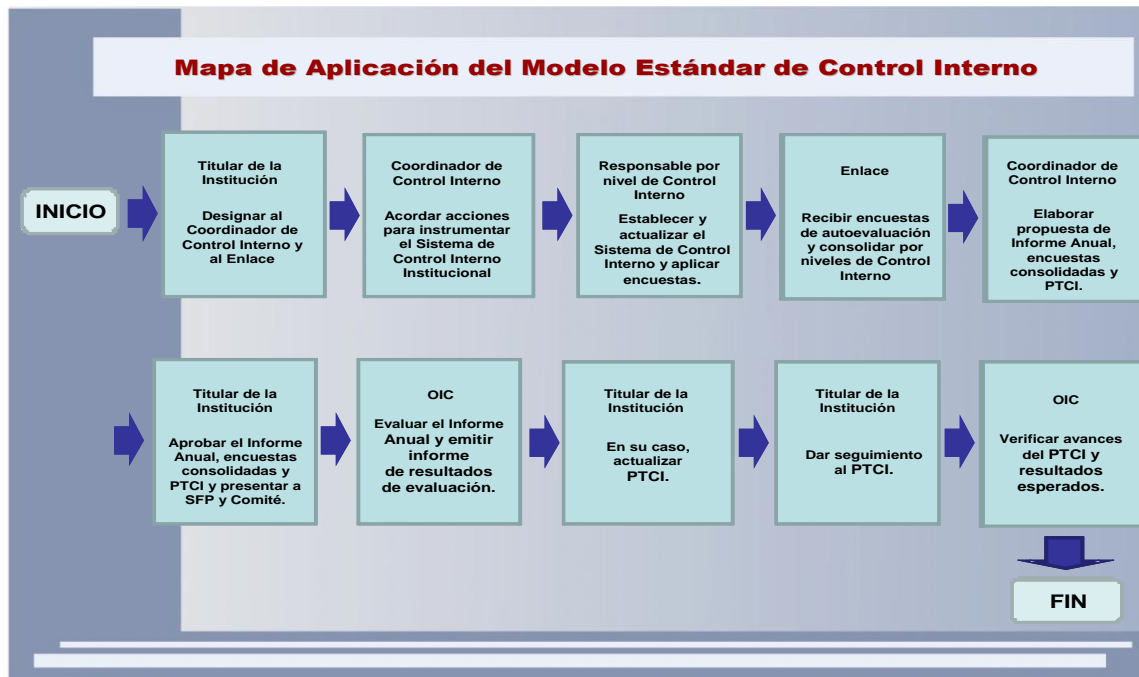 Mapa de Aplicación del Modelo Estándar de Control Interno
INICIO
Titular de la
Institución
Designar al
Coordinador de
Control Interno y
al Enlace
Coordinador de
Control Interno
Acordar acciones
para instrumentar
el Sistema de
Control Interno
Institucional
Responsable por
nivel de Control
Interno
Establecer y
actualizar el
Sistema de Control
Interno y aplicar
encuestas.
Enlace
Recibir encuestas
de autoevaluación
y consolidar por
niveles de Control
Interno
Coordinador de
Control Interno
Elaborar
propuesta de
Informe Anual,
encuestas
consolidadas y
PTCI.
Titular de la
Institución
Aprobar el Informe
Anual, encuestas
consolidadas y
PTCI y presentar a
SFP y Comité.
OIC
Evaluar el Informe
Anual y emitir
informe
de resultados
de evaluación.
Titular de la
Institución
En su caso,
actualizar
PTCI.
Titular de la
Institución
Dar seguimiento
al PTCI.
OIC
Verificar avances
del PTCI y
resultados
esperados.
FIN